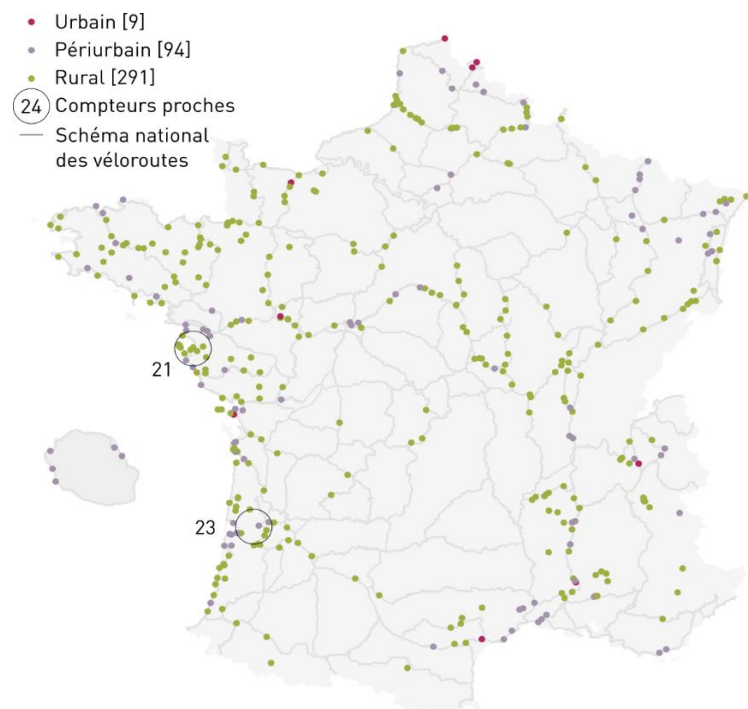 Urbain [9]
Périurbain [94]
Rural [291]
24 Compteurs proches
Schéma national
des véloroutes
21
23